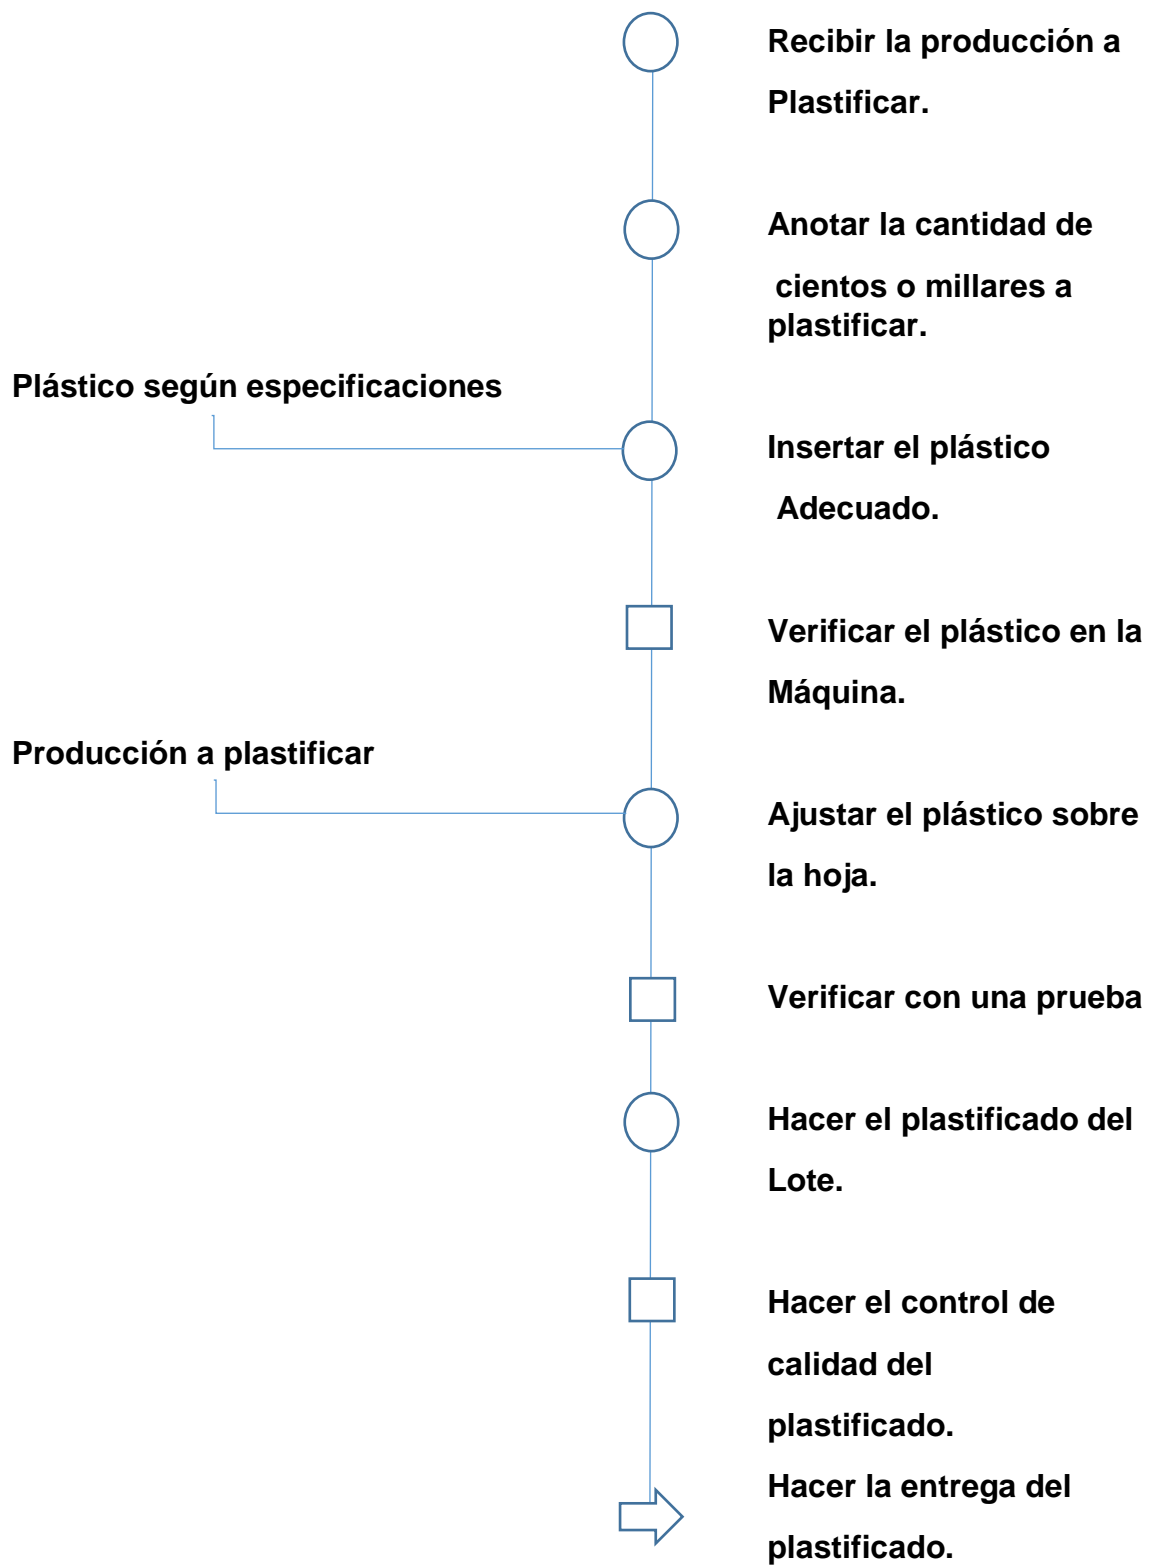 Recibir la producción a
Plastificar.
Anotar la cantidad de
cientos o millares a
plastificar.
Plástico según especificaciones
Insertar el plástico
Adecuado.
Verificar el plástico en la
Máquina.
Producción a plastificar
Ajustar el plástico sobre
la hoja.
Verificar con una prueba
Hacer el plastificado del
Lote.
Hacer el control de
calidad del
plastificado.
Hacer la entrega del
plastificado.